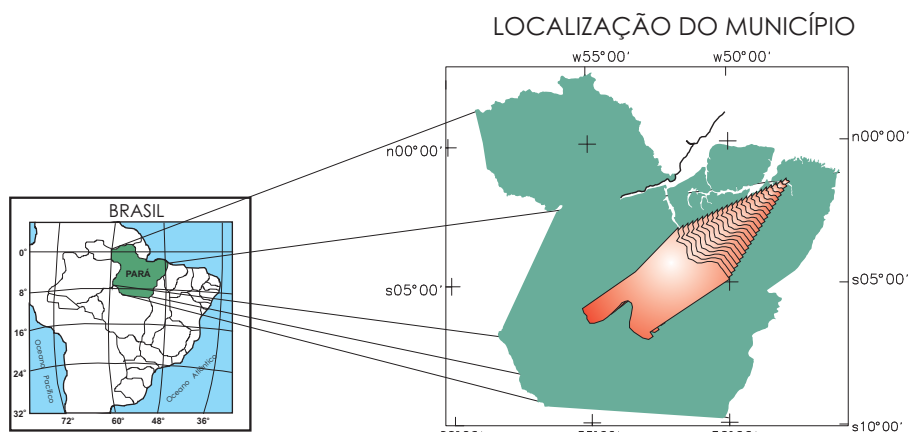 LOCALIZAÇÃO DO MUNICÍPIO
w55°00' w50°00'
n00°00' n00°00'
s05°00' s05°00'
s10°00'
BRASIL
PARÁ
0°
8°
16°
24°
32°
72° 60° 48° 36°
Oceano Pacífico
Oceano Atlântico